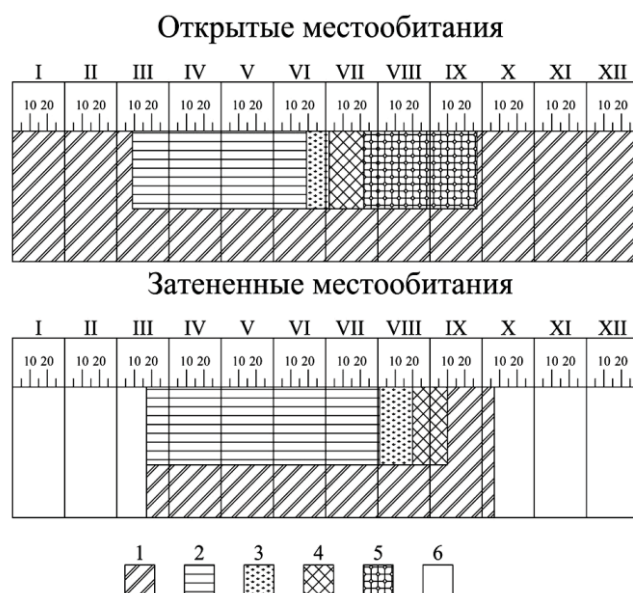 Открытые местообитания
I II III IV V VI VII VIII IX X XI XII
10 20 10 20 10 20 10 20 10 20 10 20 10 20 10 20 10 20 10 20 10 20 10 20
Затененные местообитания
I II III IV V VI VII VIII IX X XI XII
10 20 10 20 10 20 10 20 10 20 10 20 10 20 10 20 10 20 10 20 10 20 10 20
1 2 3 4 5 6